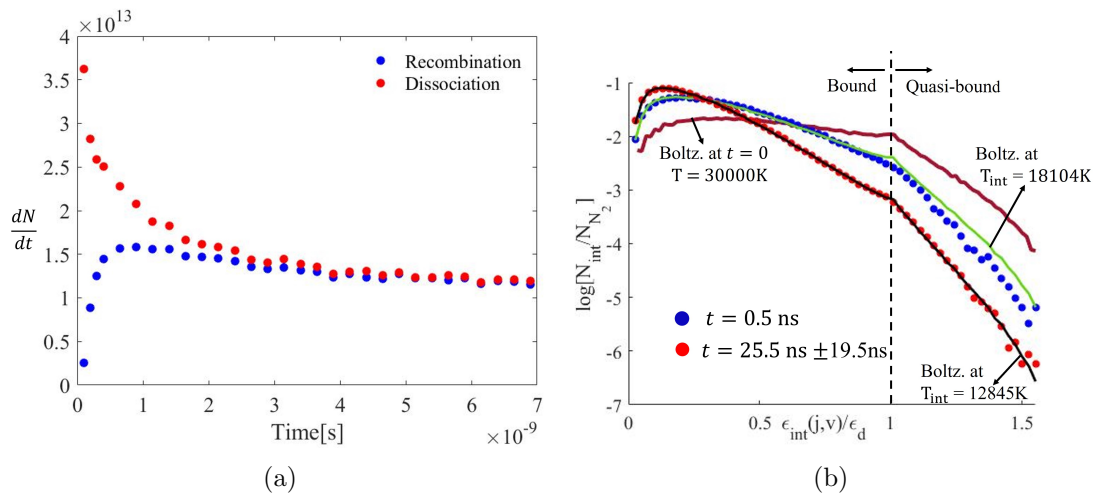 ×10¹³
4
3.5
3
2.5
2
1.5
1
0.5
0
dN
dt
Recombination
Dissociation
0 1 2 3 4 5 6 7
Time[s]
×10⁻⁹
(a)
Bound Quasi-bound
-1
-2
-3
-4
-5
-6
-7
log[N_int/N_N₂]
Boltz. at t = 0
T = 30000K
Boltz. at
T_int = 18104K
t = 0.5 ns
t = 25.5 ns ±19.5ns
Boltz. at
T_int = 12845K
0 0.5 1 1.5
ϵ_int(j,v)/ϵ_d
(b)